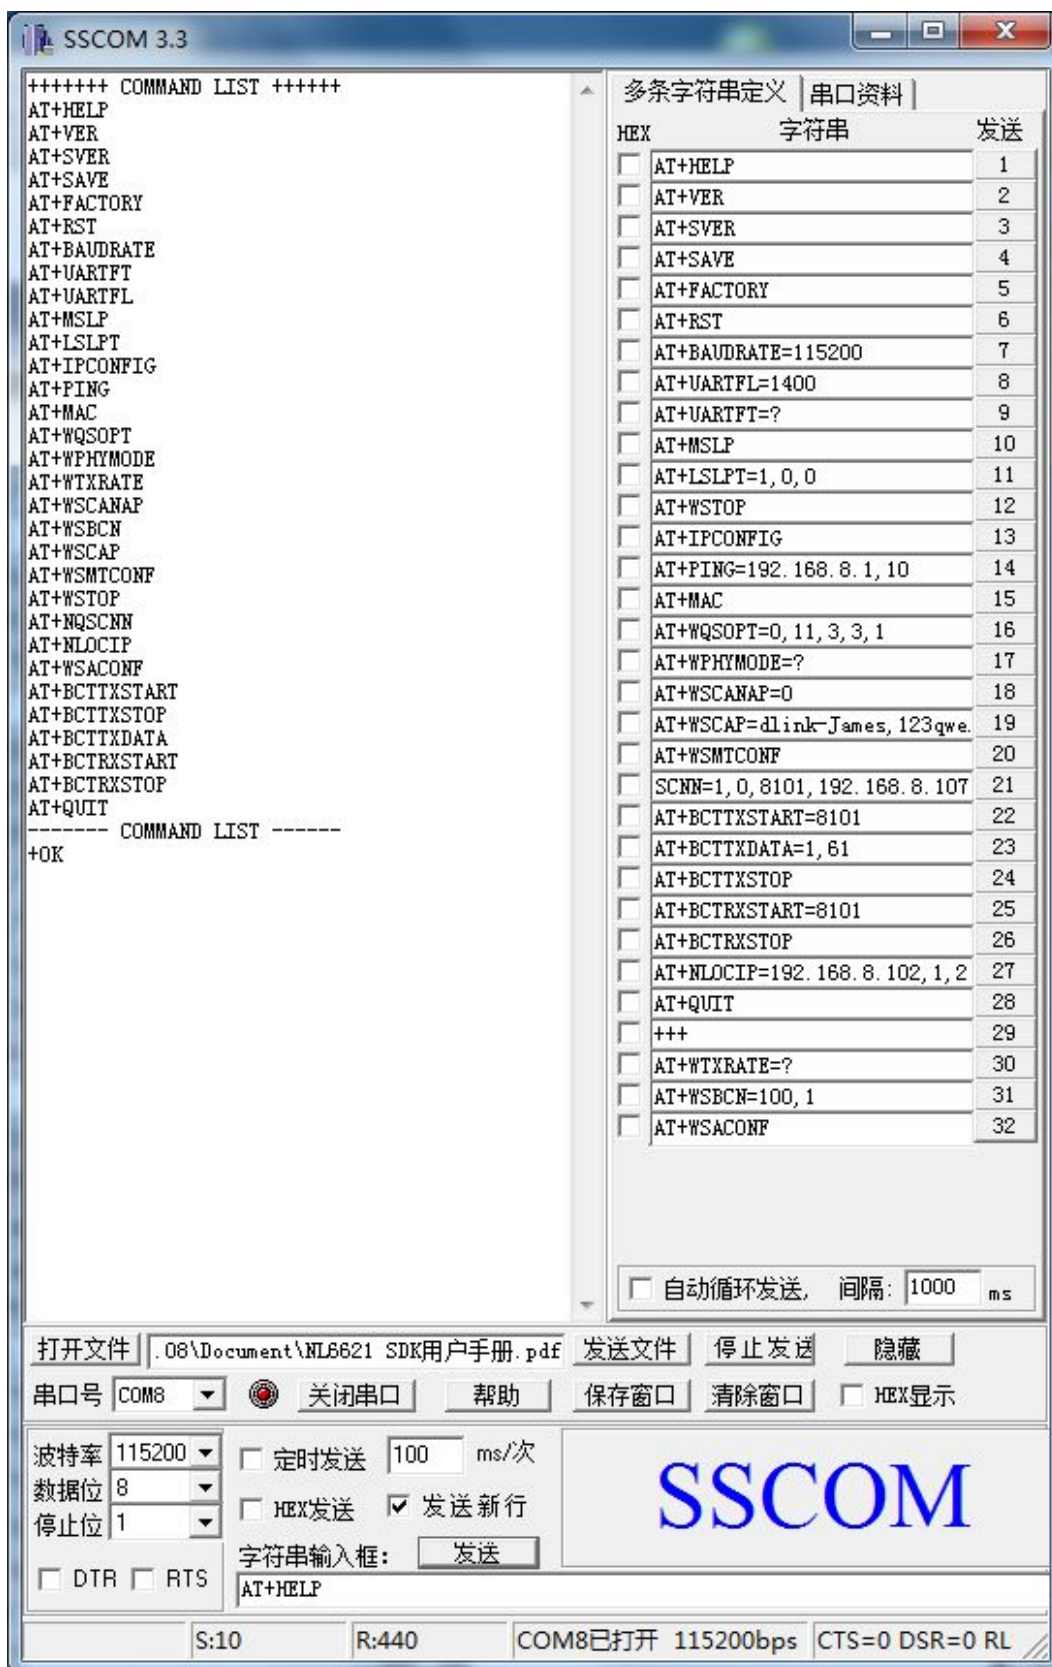 SSCOM 3.3
+++++++ COMMAND LIST ++++++
AT+HELP
AT+VER
AT+SVER
AT+SAVE
AT+FACTORY
AT+RST
AT+BAUDRATE
AT+UARTFT
AT+UARTFL
AT+MSLP
AT+LSLPT
AT+IPCONFIG
AT+PING
AT+MAC
AT+WQSOPT
AT+WPHYMODE
AT+WTXRATE
AT+WSCANAP
AT+WSBCN
AT+WSCAP
AT+WSMTCONF
AT+WSTOP
AT+NQSCNN
AT+NLOCIP
AT+WSACONF
AT+BCTTXSTART
AT+BCTTXSTOP
AT+BCTTXDATA
AT+BCTRXSTART
AT+BCTRXSTOP
AT+QUIT
------- COMMAND LIST ------
+OK
多条字符串定义 串口资料
HEX 字符串 发送
AT+HELP 1
AT+VER 2
AT+SVER 3
AT+SAVE 4
AT+FACTORY 5
AT+RST 6
AT+BAUDRATE=115200 7
AT+UARTFL=1400 8
AT+UARTFT=? 9
AT+MSLP 10
AT+LSLPT=1,0,0 11
AT+WSTOP 12
AT+IPCONFIG 13
AT+PING=192.168.8.1,10 14
AT+MAC 15
AT+WQSOPT=0,11,3,3,1 16
AT+WPHYMODE=? 17
AT+WSCANAP=0 18
AT+WSCAP=dlink-James,123qwe. 19
AT+WSMTCONF 20
SCNN=1,0,8101,192.168.8.107 21
AT+BCTTXSTART=8101 22
AT+BCTTXDATA=1,61 23
AT+BCTTXSTOP 24
AT+BCTRXSTART=8101 25
AT+BCTRXSTOP 26
AT+NLOCIP=192.168.8.102,1,2 27
AT+QUIT 28
+++ 29
AT+WTXRATE=? 30
AT+WSBCN=100,1 31
AT+WSACONF 32
自动循环发送, 间隔: 1000 ms
打开文件 .08\Document\NL6621 SDK用户手册.pdf 发送文件 停止发送 隐藏
串口号 COM8 关闭串口 帮助 保存窗口 清除窗口 HEX显示
波特率 115200 定时发送 100 ms/次
数据位 8 HEX发送 发送新行
停止位 1
字符串输入框: 发送
DTR RTS AT+HELP
SSCOM
S:10 R:440 COM8已打开 115200bps CTS=0 DSR=0 RL